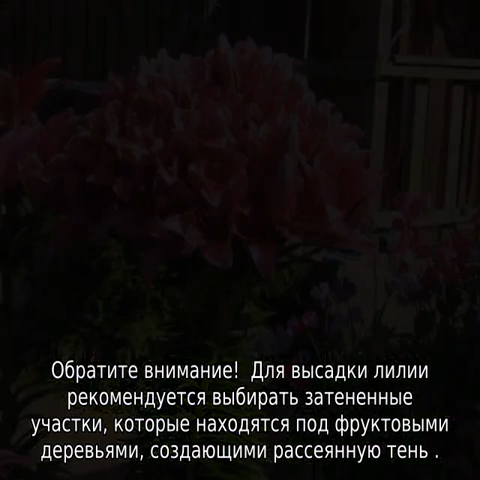 Обратите внимание!  Для высадки лилии
рекомендуется выбирать затененные
участки, которые находятся под фруктовыми
деревьями, создающими рассеянную тень .